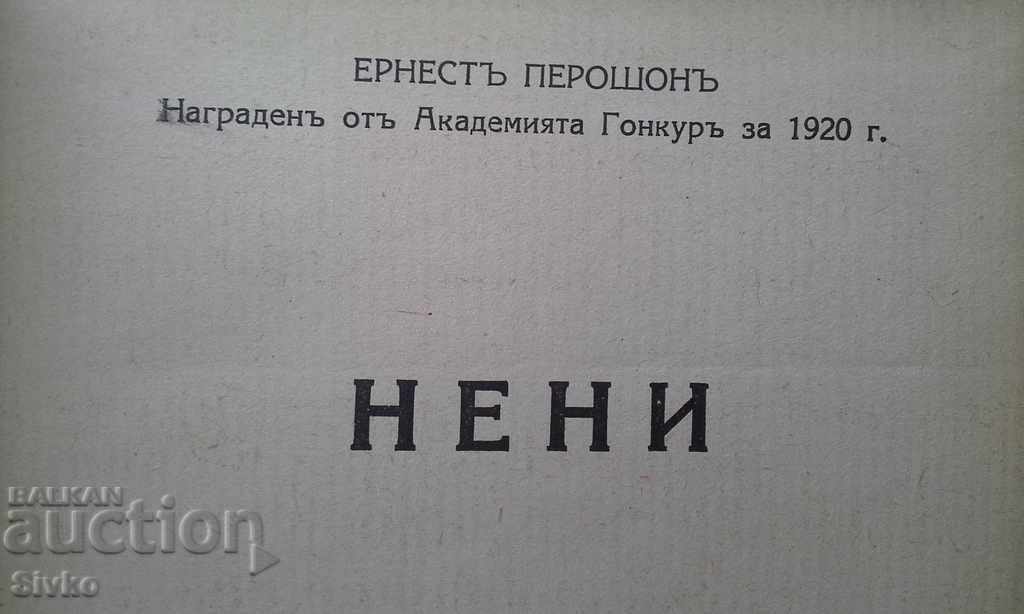 ЕРНЕСТЪ ПЕРОШОНЪ
Награденъ отъ Академията Гонкуръ за 1920 г.
НЕНИ
BALKAN
auction
Sivko